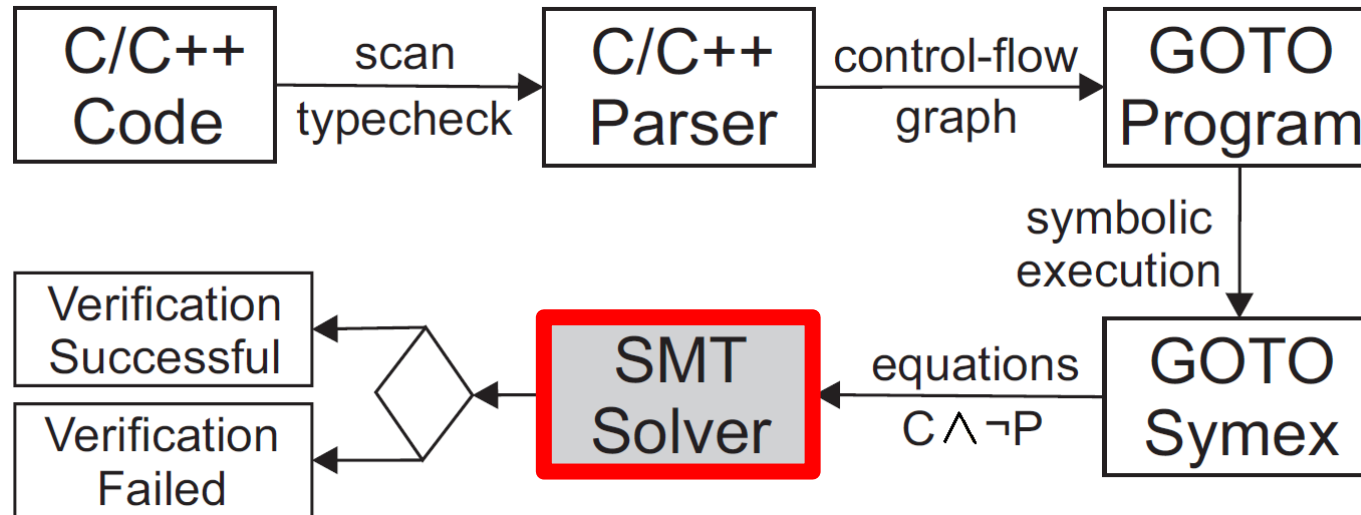 C/C++
Code
scan
typecheck
C/C++
Parser
control-flow
graph
GOTO
Program
symbolic
execution
GOTO
Symex
equations
C ∧ ¬P
SMT
Solver
Verification
Successful
Verification
Failed